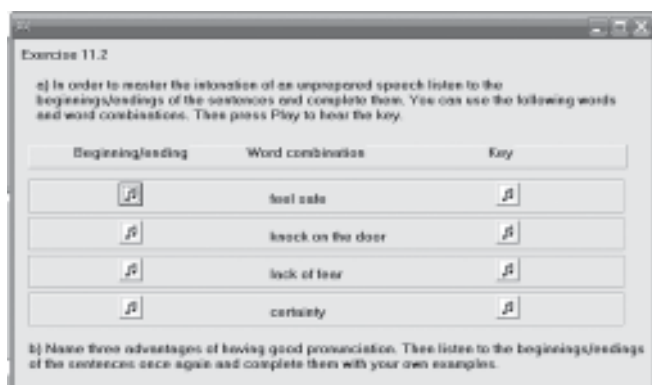 Exercise 11.2
a) In order to master the intonation of an unprepared speech listen to the
beginnings/endings of the sentences and complete them. You can use the following words
and word combinations. Then press Play to hear the key.
Beginning/ending Word combination Key
feel safe
knock on the door
lack of fear
certainty
b) Name three advantages of having good pronunciation. Then listen to the beginnings/endings
of the sentences once again and complete them with your own examples.